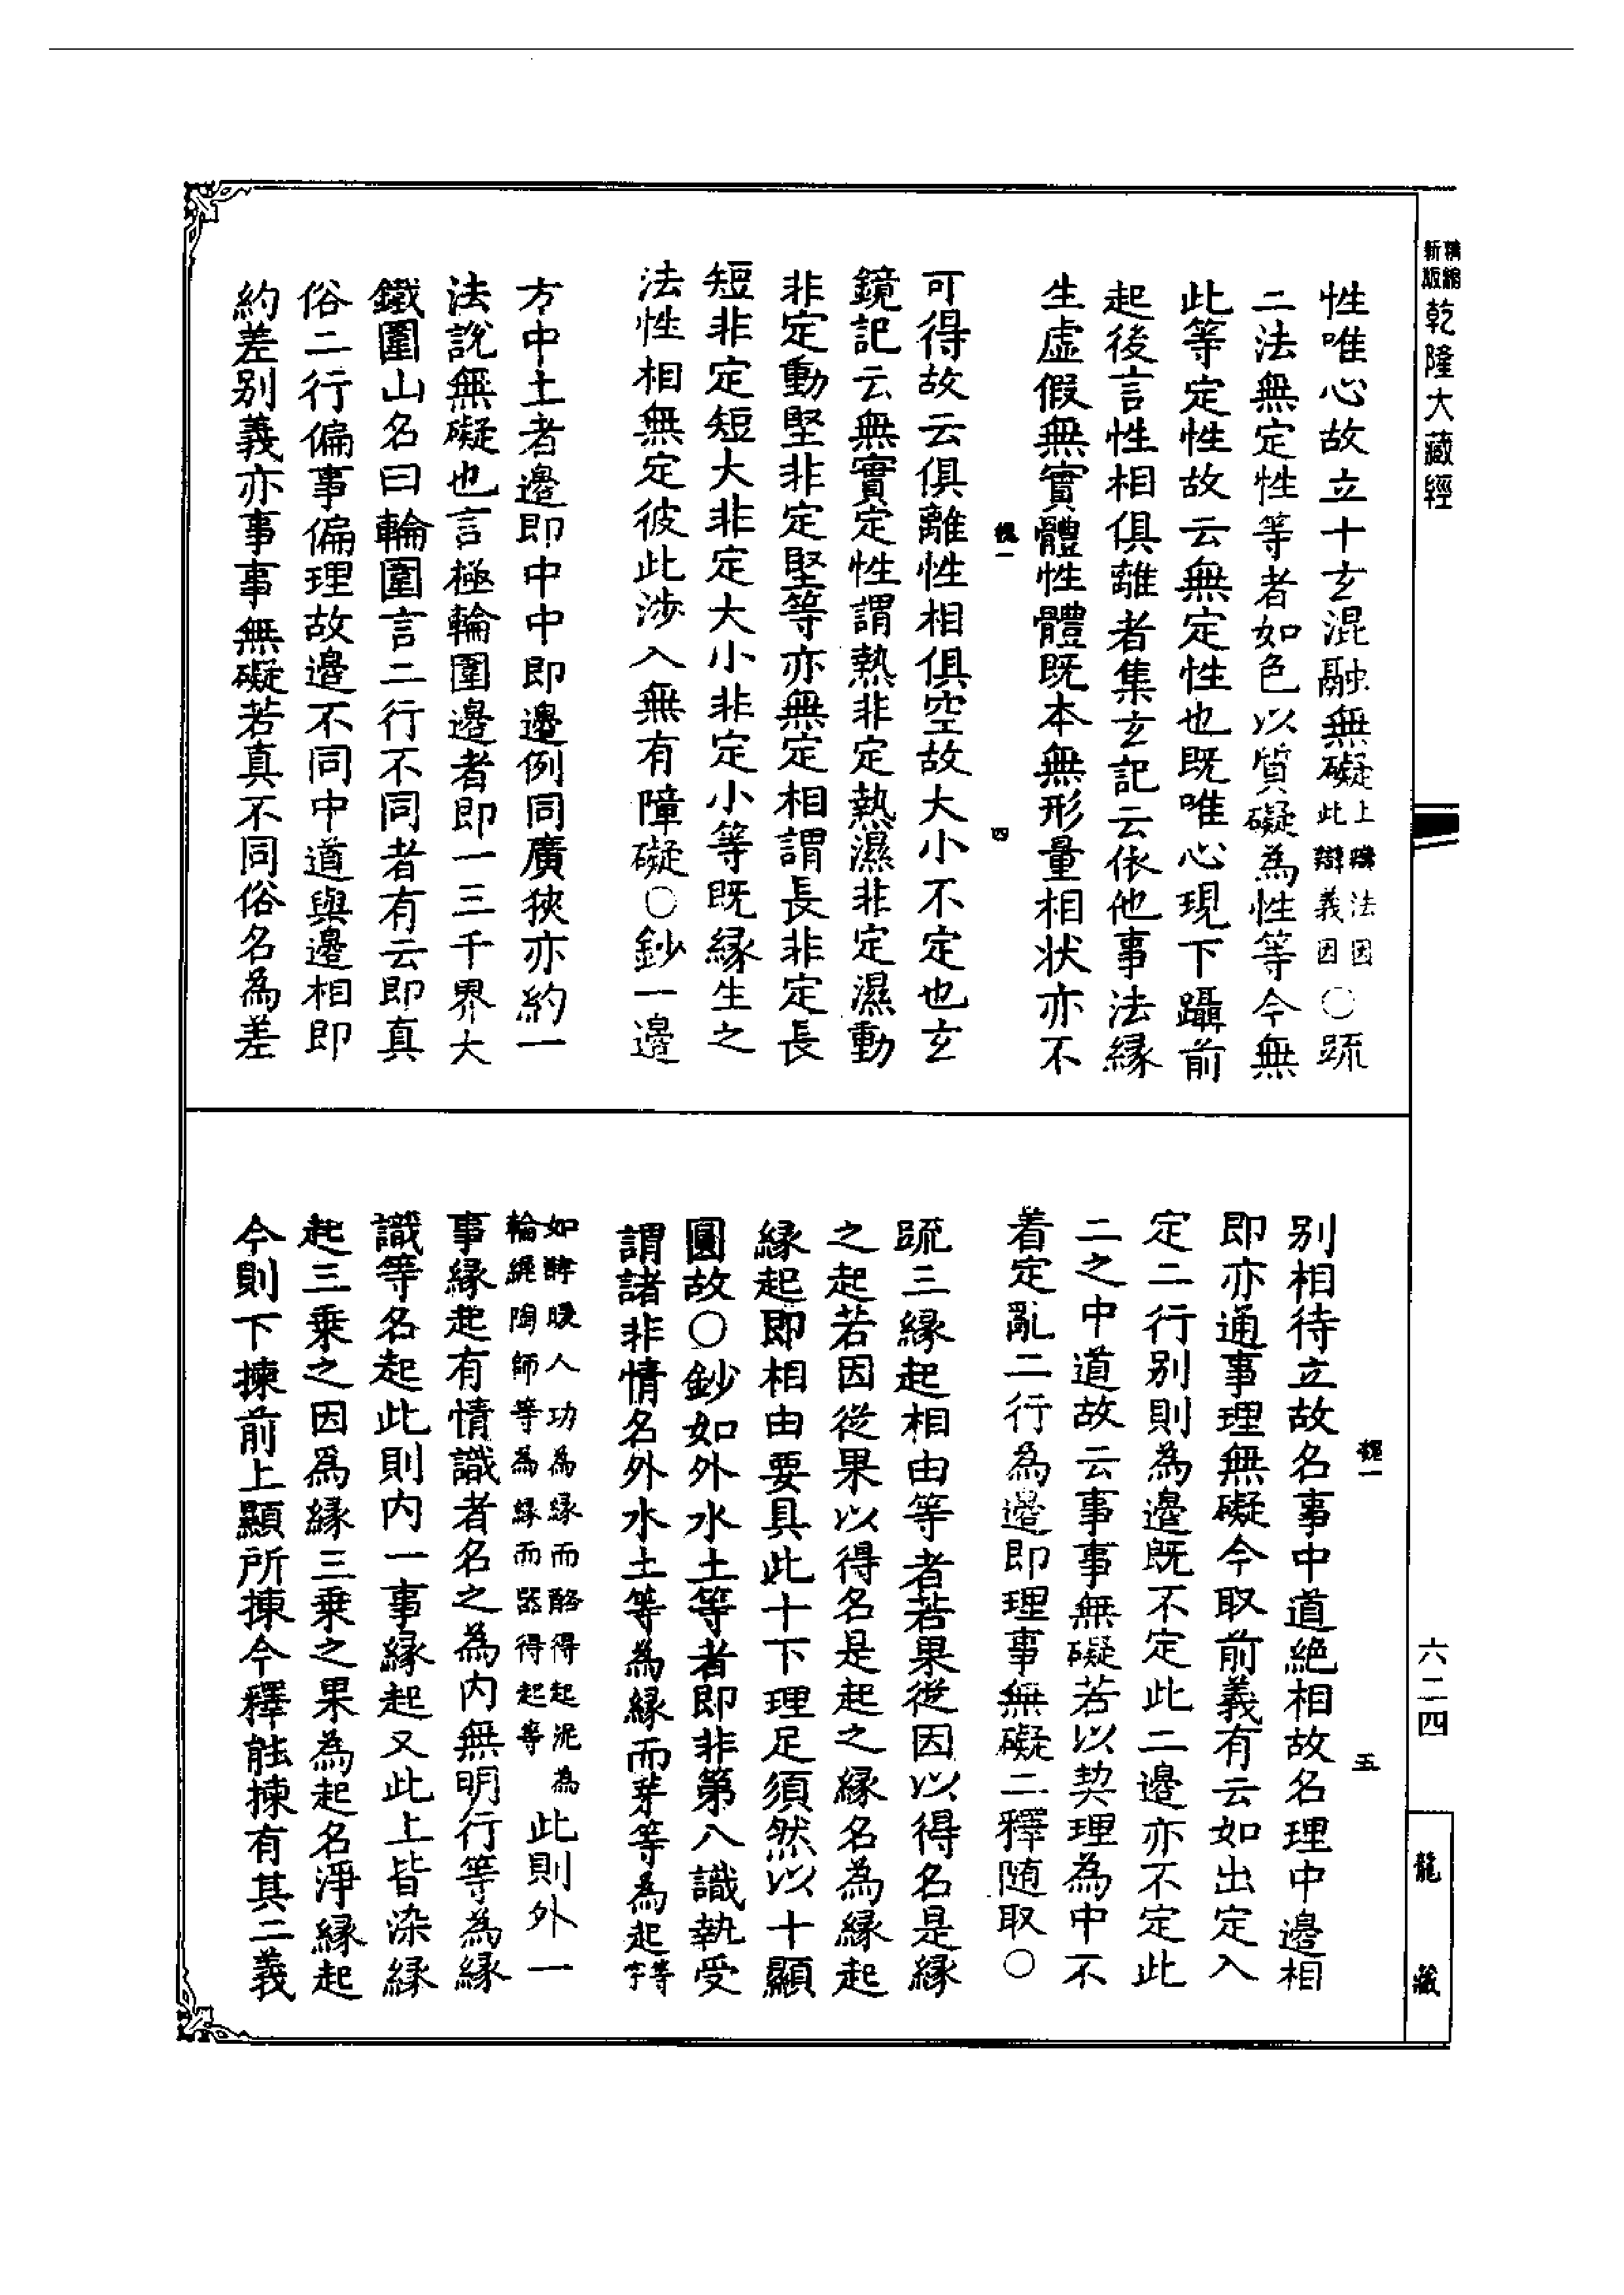 精縮
新版
乾隆大藏經
性唯心故立十玄混融無礙上辯法因此辯義因○䟽
二法無定性等者如色以質礙為性等今無
此等定性故云無定性也既唯心現下躡前
起後言性相俱離者集玄記云依他事法緣
生虛假無實體性體既本無形量相狀亦不
四
可得故云俱離性相俱空故大小不定也玄
鏡記云無實定性謂熱非定熱濕非定濕動
非定動堅非定堅等亦無定相謂長非定長
短非定短大非定大小非定小等既緣生之
法性相無定彼此涉入無有障礙○鈔一邊
方中土者邊即中中即邊例同廣狹亦約一
法說無礙也言極輪圍邊者即一三千界大
鐵圍山名曰輪圍言二行不同者有云即真
俗二行偏事偏理故邊不同中道與邊相即
約差別義亦事事無礙若真不同俗名為差
別相待立故名事中道絕相故名理中邊相
即亦通事理無礙今取前義有云如出定入
定二行別則為邊既不定此二邊亦不定此
二之中道故云事事無礙若以契理為中不
着定亂二行為邊即理事無礙二釋随取○
五
䟽三緣起相由等者若果從因以得名是緣
之起若因從果以得名是起之緣名為緣起
緣起即相由要具此十下理足須然以十顯
圓故○鈔如外水土等者即非第八識執受
謂諸非情名外水土等為緣而芽等為起等字
如譁暖人功為緣而酪得起泥為
輪繩陶師等為緣而器得起等
此則外一
事緣起有情識者名之為內無明行等為緣
識等名起此則內一事緣起又此上皆染緣
起三乘之因爲緣三乘之果為起名淨緣起
今則下揀前上顯所揀今釋能揀有其二義
六二四
龍藏